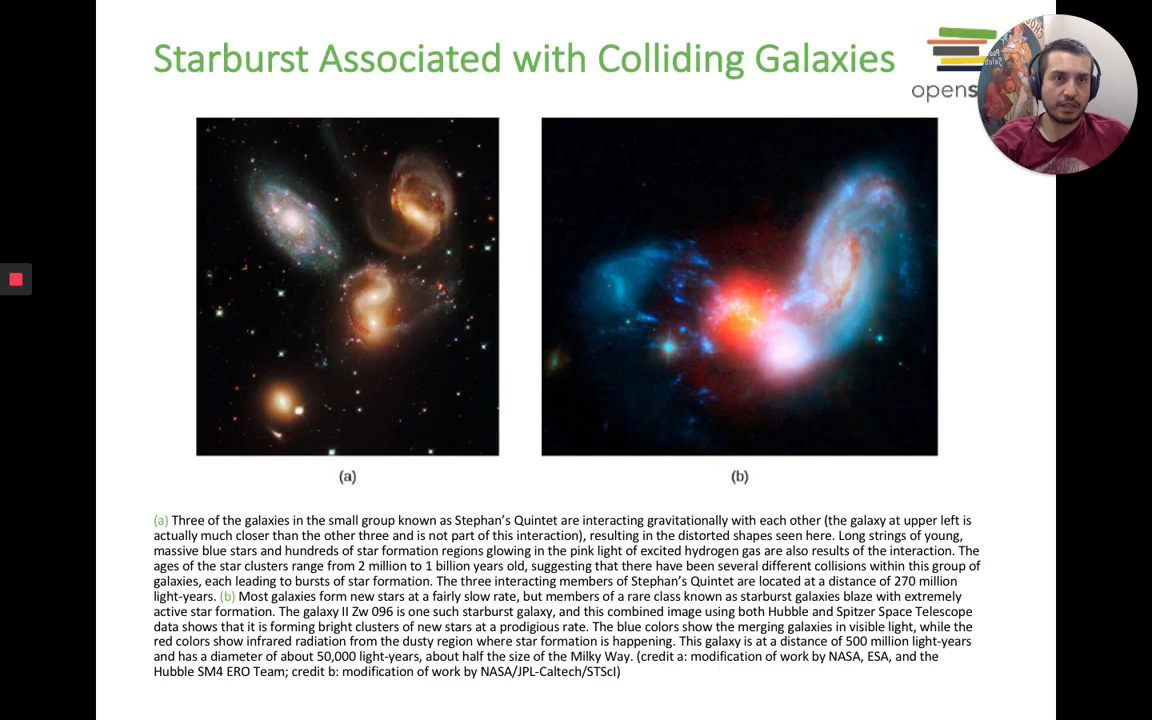 Starburst Associated with Colliding Galaxies
opens
(a)
(b)
(a) Three of the galaxies in the small group known as Stephan’s Quintet are interacting gravitationally with each other (the galaxy at upper left is
actually much closer than the other three and is not part of this interaction), resulting in the distorted shapes seen here. Long strings of young,
massive blue stars and hundreds of star formation regions glowing in the pink light of excited hydrogen gas are also results of the interaction. The
ages of the star clusters range from 2 million to 1 billion years old, suggesting that there have been several different collisions within this group of
galaxies, each leading to bursts of star formation. The three interacting members of Stephan’s Quintet are located at a distance of 270 million
light-years. (b) Most galaxies form new stars at a fairly slow rate, but members of a rare class known as starburst galaxies blaze with extremely
active star formation. The galaxy II Zw 096 is one such starburst galaxy, and this combined image using both Hubble and Spitzer Space Telescope
data shows that it is forming bright clusters of new stars at a prodigious rate. The blue colors show the merging galaxies in visible light, while the
red colors show infrared radiation from the dusty region where star formation is happening. This galaxy is at a distance of 500 million light-years
and has a diameter of about 50,000 light-years, about half the size of the Milky Way. (credit a: modification of work by NASA, ESA, and the
Hubble SM4 ERO Team; credit b: modification of work by NASA/JPL-Caltech/STScI)